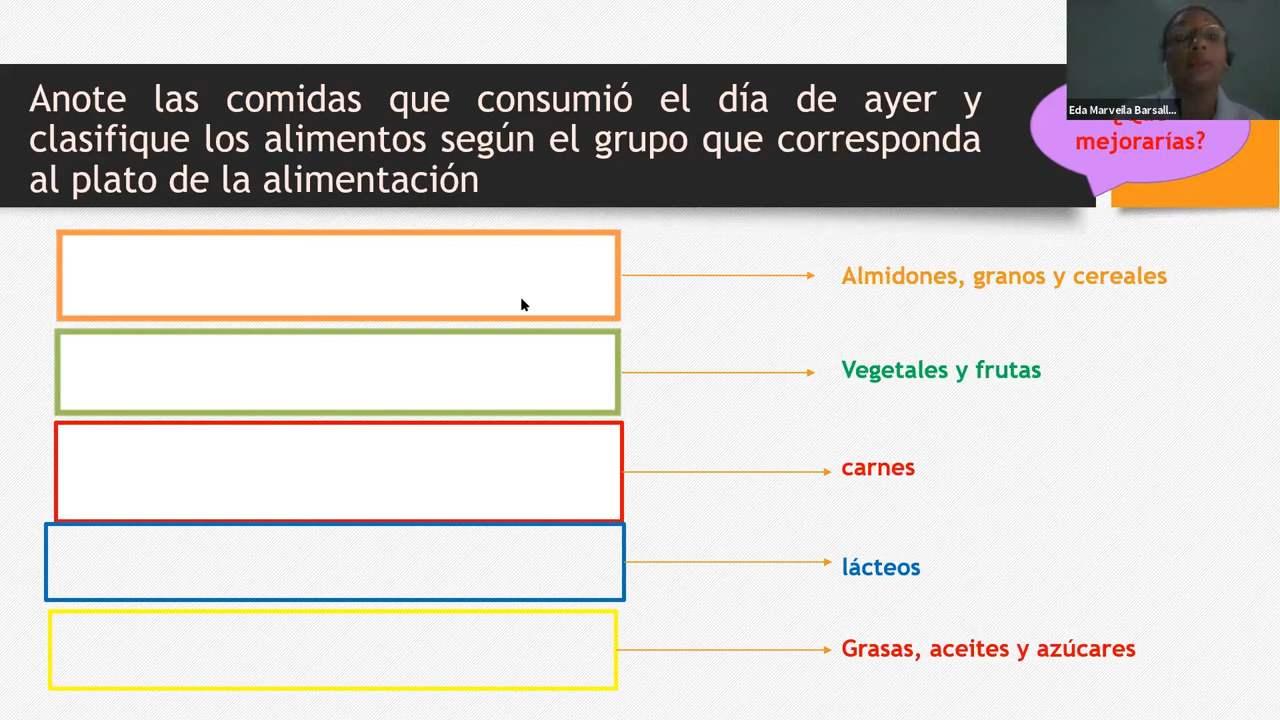 Anote las comidas que consumió el día de ayer y
clasifique los alimentos según el grupo que corresponda
al plato de la alimentación
Eda Marveila Barsall...
mejorarías?
Almidones, granos y cereales
Vegetales y frutas
carnes
lácteos
Grasas, aceites y azúcares